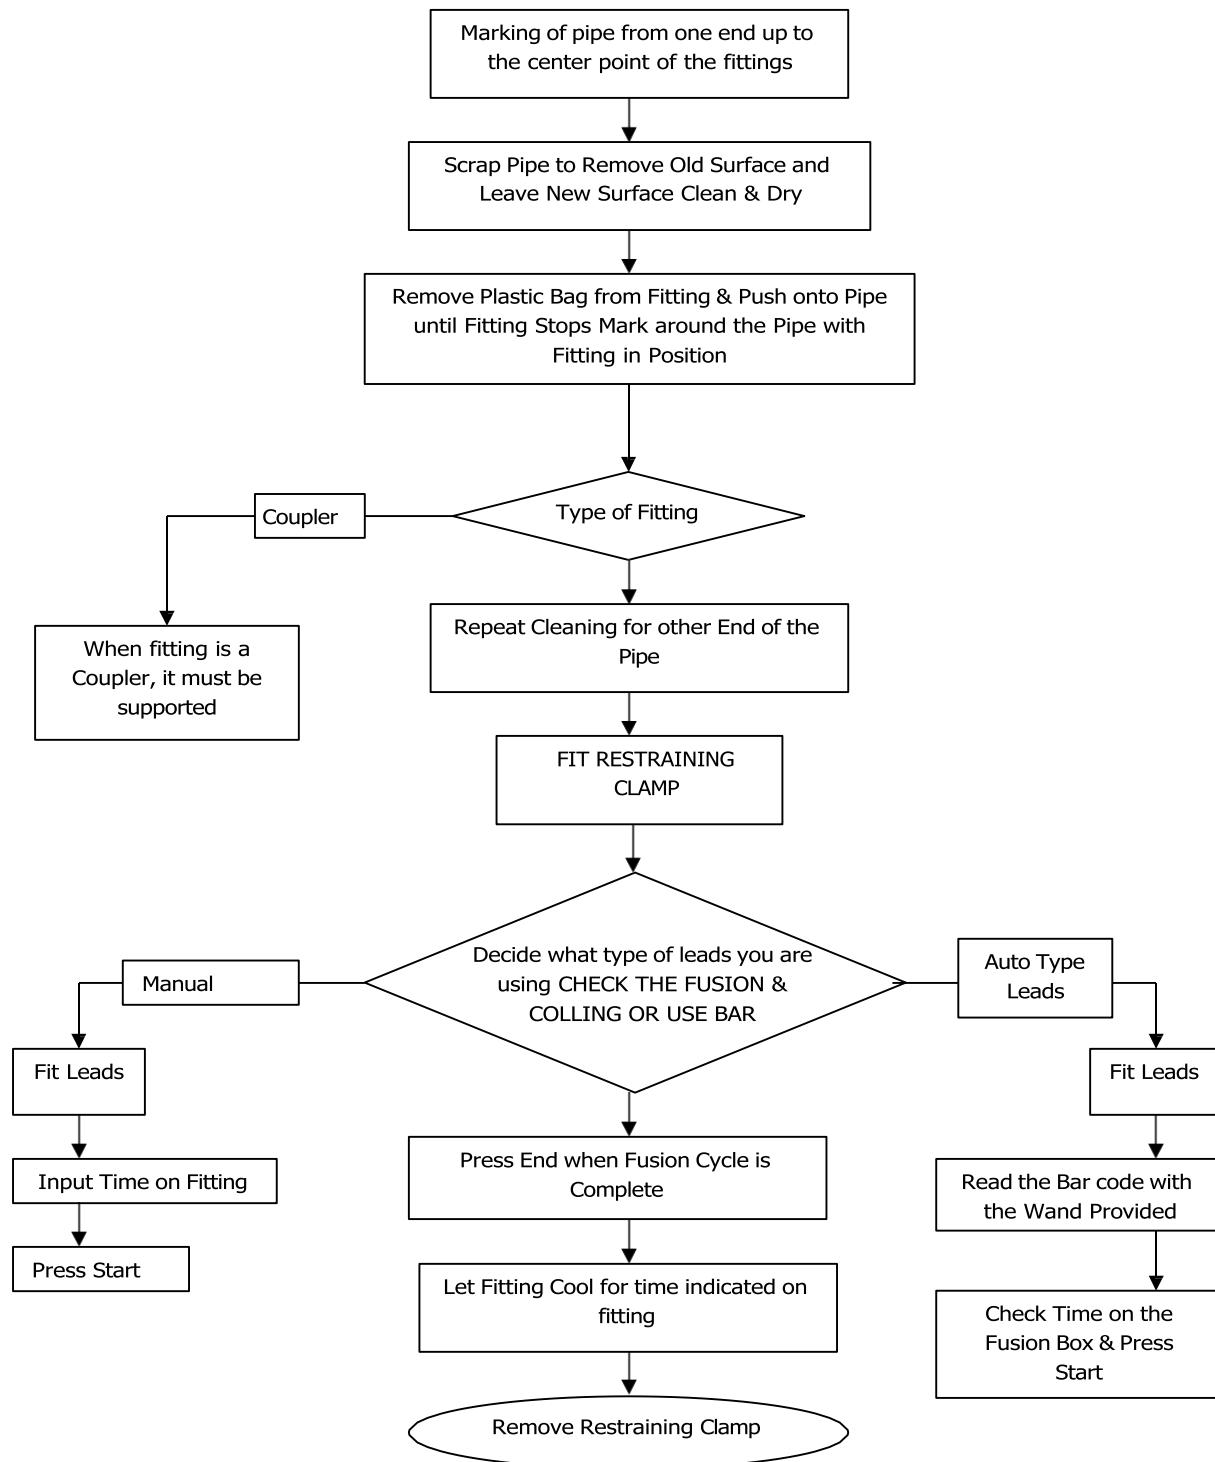 Marking of pipe from one end up to
the center point of the fittings
Scrap Pipe to Remove Old Surface and
Leave New Surface Clean & Dry
Remove Plastic Bag from Fitting & Push onto Pipe
until Fitting Stops Mark around the Pipe with
Fitting in Position
Type of Fitting
Coupler
When fitting is a
Coupler, it must be
supported
Repeat Cleaning for other End of the
Pipe
FIT RESTRAINING
CLAMP
Decide what type of leads you are
using CHECK THE FUSION &
COLLING OR USE BAR
Manual
Fit Leads
Input Time on Fitting
Press Start
Auto Type
Leads
Fit Leads
Read the Bar code with
the Wand Provided
Check Time on the
Fusion Box & Press
Start
Press End when Fusion Cycle is
Complete
Let Fitting Cool for time indicated on
fitting
Remove Restraining Clamp